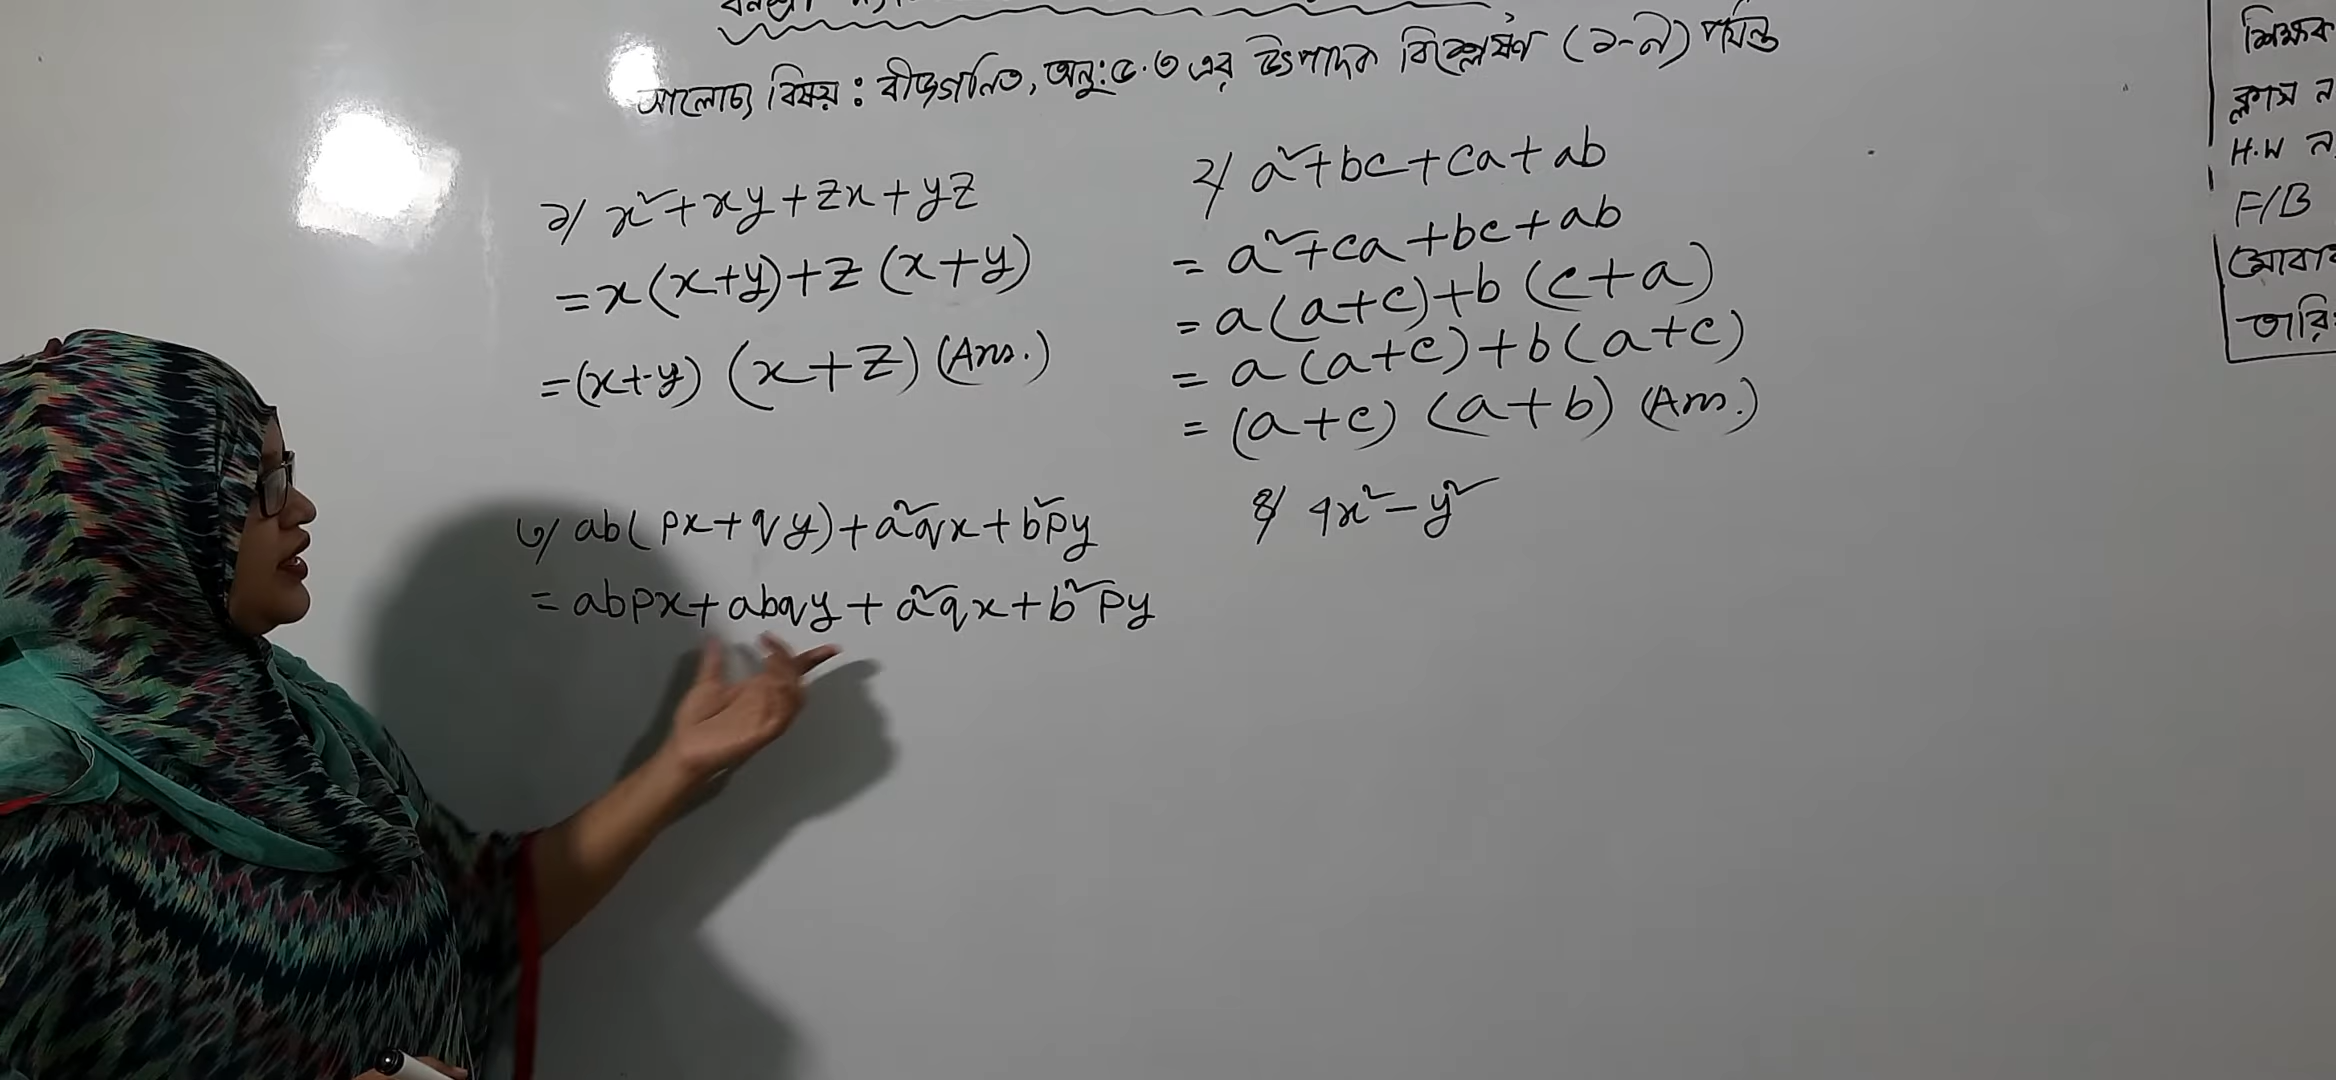 আলোচ্য বিষয়: বীজগণিত, অনু: ৫.৩ এর উৎপাদক বিশ্লেষণ (১-৯) পর্যন্ত
১/ x²+xy+zx+yz
=x(x+y)+z(x+y)
=(x+y) (x+z) (Ans.)
২/ a²+bc+ca+ab
= a²+ca+bc+ab
= a(a+c)+b(c+a)
= a(a+c)+b(a+c)
= (a+c) (a+b) (Ans.)
৩/ ab(px+qy)+a²qx+b²py
= abpx+abqy+a²qx+b²py
৪/ 4x²-y²
শিক্ষক
ক্লাস ন
H.W ন
F/B
তারি